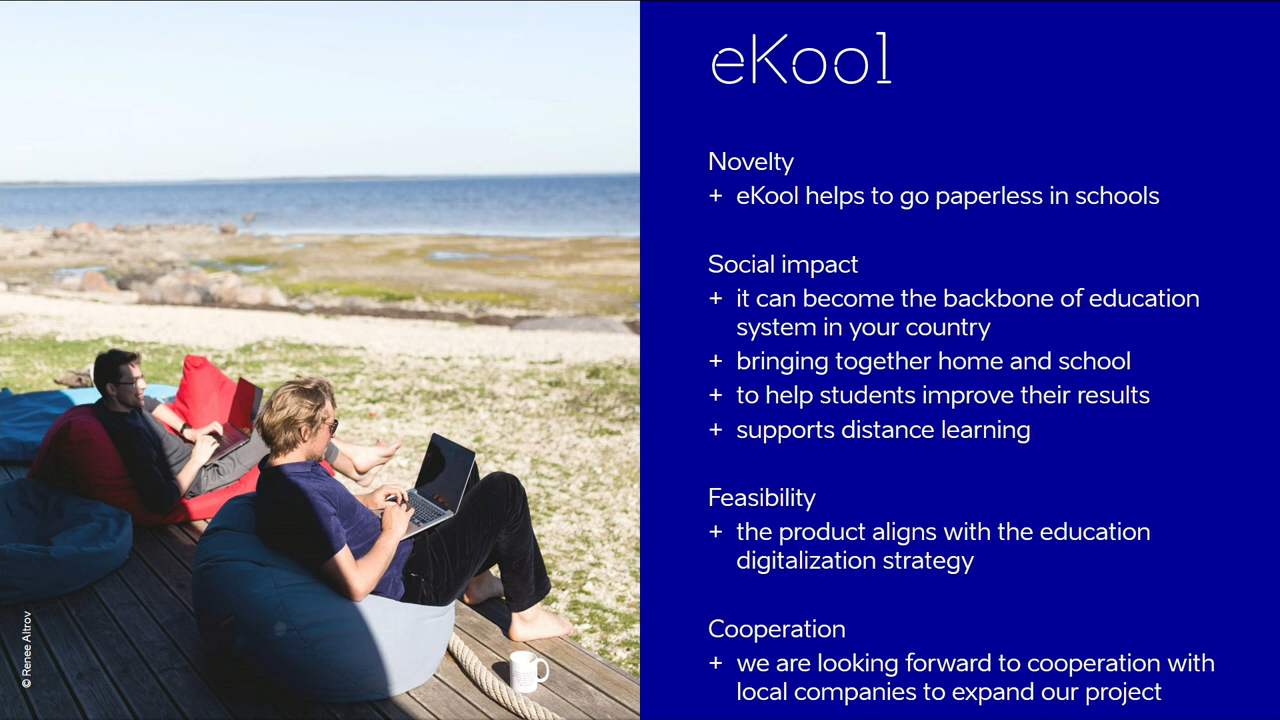 eKool
Novelty
+ eKool helps to go paperless in schools
Social impact
+ it can become the backbone of education
system in your country
+ bringing together home and school
+ to help students improve their results
+ supports distance learning
Feasibility
+ the product aligns with the education
digitalization strategy
Cooperation
+ we are looking forward to cooperation with
local companies to expand our project
© Renee Altrov